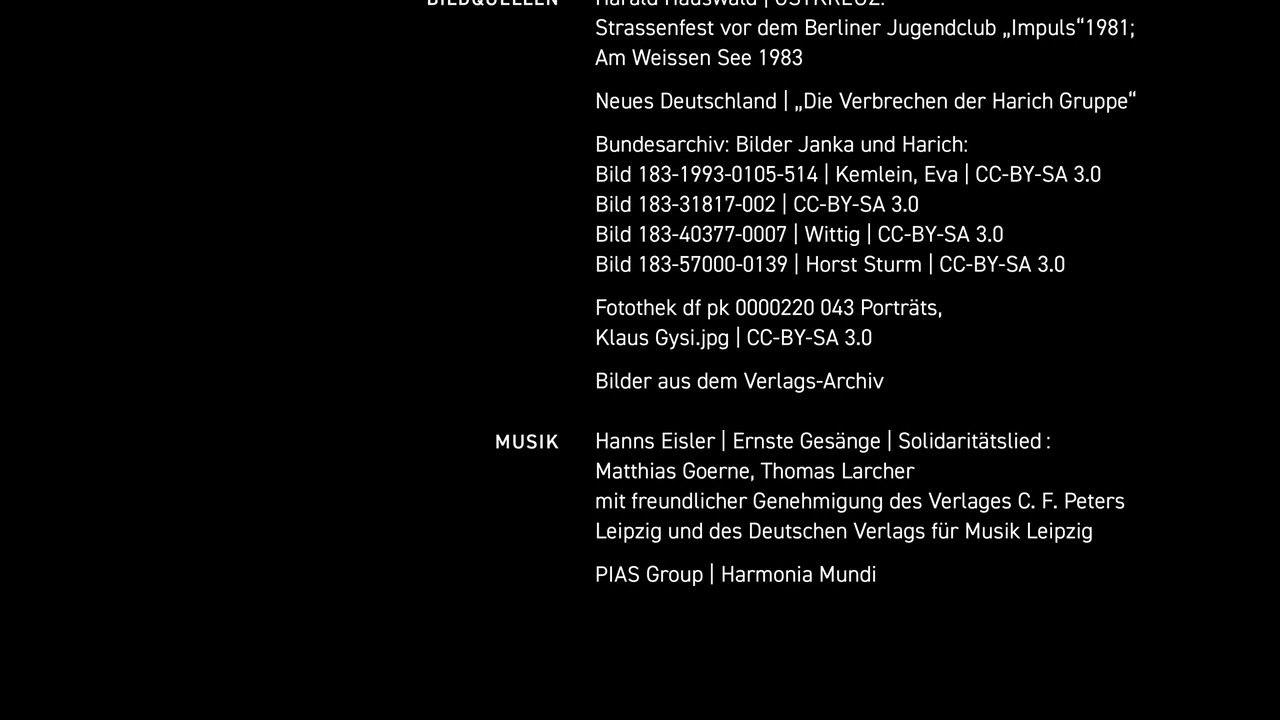 BILDQUELLEN
Harald Hauswald | OSTKREUZ:
Strassenfest vor dem Berliner Jugendclub „Impuls“1981;
Am Weissen See 1983
Neues Deutschland | „Die Verbrechen der Harich Gruppe“
Bundesarchiv: Bilder Janka und Harich:
Bild 183-1993-0105-514 | Kemlein, Eva | CC-BY-SA 3.0
Bild 183-31817-002 | CC-BY-SA 3.0
Bild 183-40377-0007 | Wittig | CC-BY-SA 3.0
Bild 183-57000-0139 | Horst Sturm | CC-BY-SA 3.0
Fotothek df pk 0000220 043 Porträts,
Klaus Gysi.jpg | CC-BY-SA 3.0
Bilder aus dem Verlags-Archiv
MUSIK
Hanns Eisler | Ernste Gesänge | Solidaritätslied :
Matthias Goerne, Thomas Larcher
mit freundlicher Genehmigung des Verlages C. F. Peters
Leipzig und des Deutschen Verlags für Musik Leipzig
PIAS Group | Harmonia Mundi